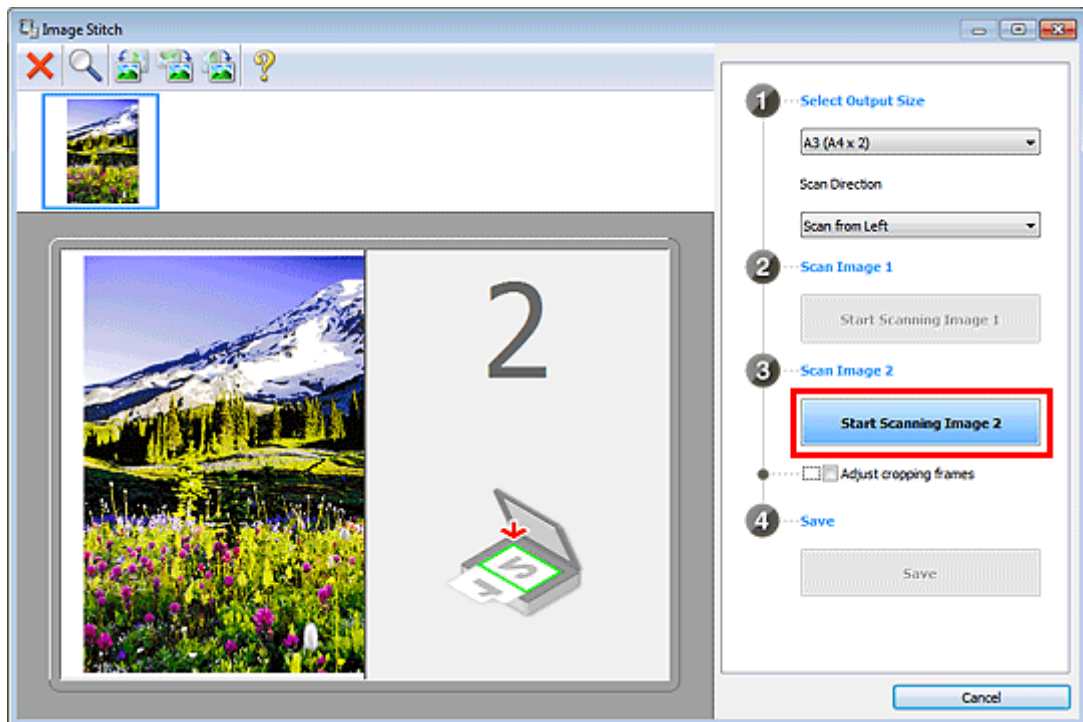 Image Stitch
1 Select Output Size
A3 (A4 x 2)
Scan Direction
Scan from Left
2 Scan Image 1
Start Scanning Image 1
3 Scan Image 2
Start Scanning Image 2
Adjust cropping frames
4 Save
Save
Cancel
2
1 2